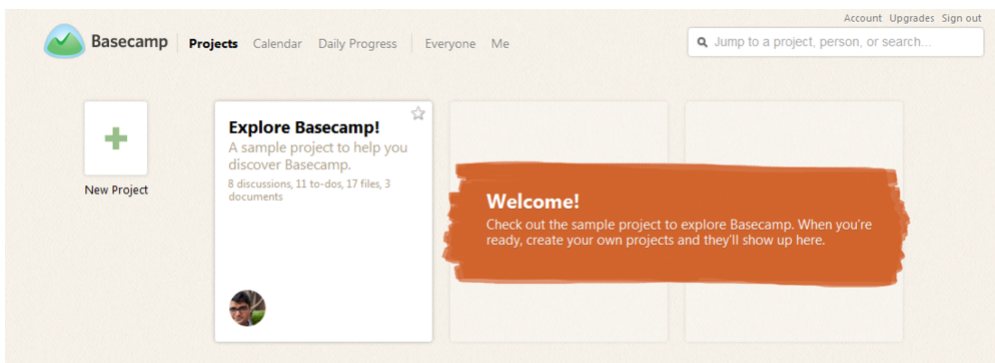 Account Upgrades Sign out
Basecamp Projects Calendar Daily Progress Everyone Me
Jump to a project, person, or search...
New Project
Explore Basecamp!
A sample project to help you
discover Basecamp.
8 discussions, 11 to-dos, 17 files, 3
documents
Welcome!
Check out the sample project to explore Basecamp. When you're
ready, create your own projects and they'll show up here.